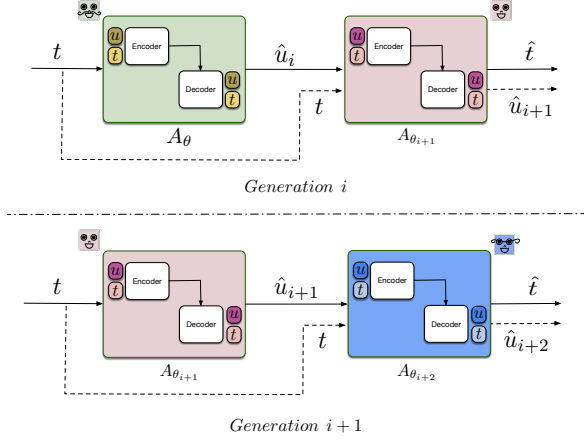 t u t Encoder Decoder u t û_i t u t Encoder Decoder u t t̂ û_{i+1}
A_θ A_{θ_{i+1}}
Generation i
t u t Encoder Decoder u t û_{i+1} t u t Encoder Decoder u t t̂ û_{i+2}
A_{θ_{i+1}} A_{θ_{i+2}}
Generation i + 1